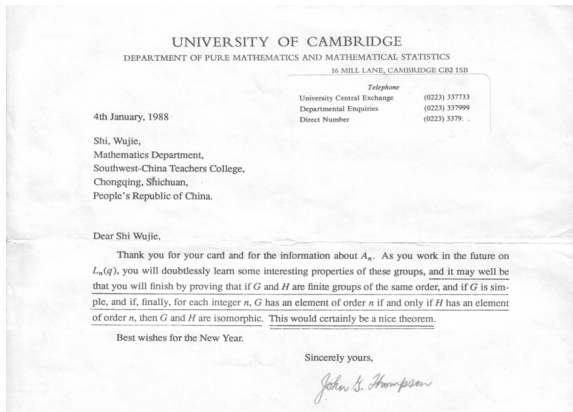 UNIVERSITY OF CAMBRIDGE
DEPARTMENT OF PURE MATHEMATICS AND MATHEMATICAL STATISTICS
16 MILL LANE, CAMBRIDGE CB2 1SB
Telephone
University Central Exchange (0223) 337733
Departmental Enquiries (0223) 337999
Direct Number (0223) 3379. .
4th January, 1988
Shi, Wujie,
Mathematics Department,
Southwest-China Teachers College,
Chongqing, Sichuan,
People's Republic of China.
Dear Shi Wujie,
Thank you for your card and for the information about Aₙ. As you work in the future on
Lₙ(q), you will doubtlessly learn some interesting properties of these groups, and it may well be
that you will finish by proving that if G and H are finite groups of the same order, and if G is sim-
ple, and if, finally, for each integer n, G has an element of order n if and only if H has an element
of order n, then G and H are isomorphic. This would certainly be a nice theorem.
Best wishes for the New Year.
Sincerely yours,
John G. Thompson